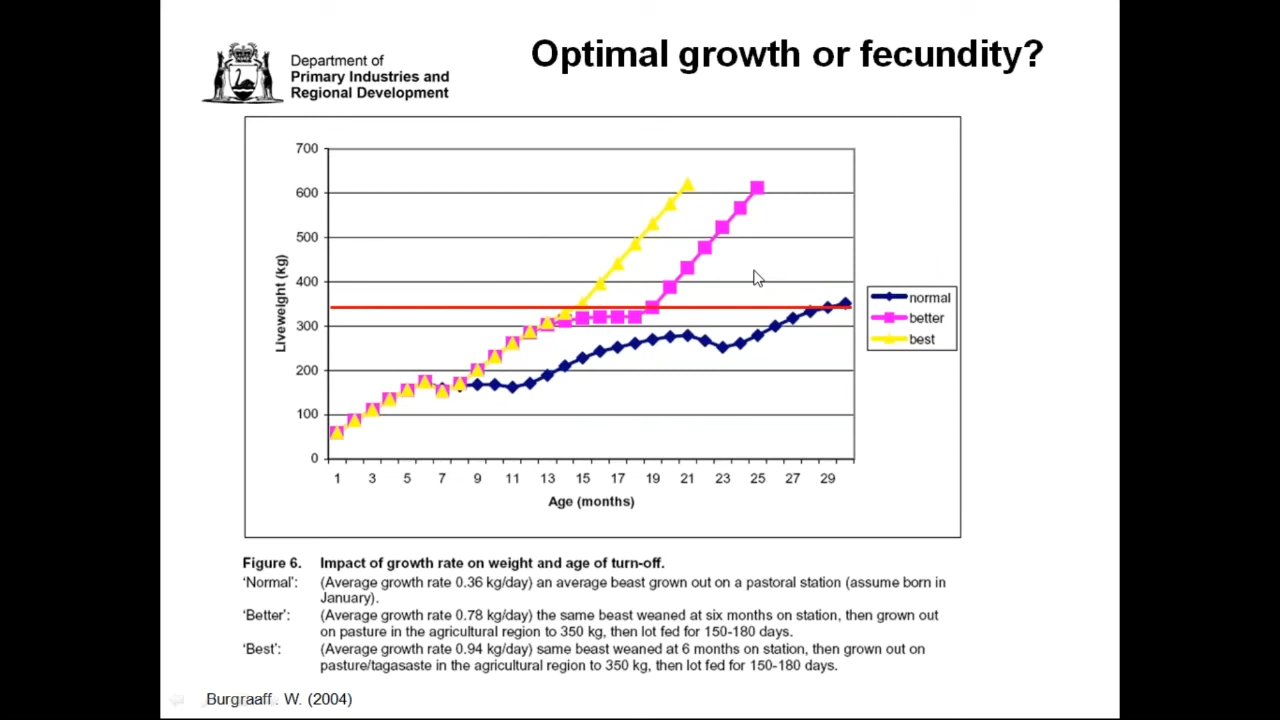 Department of
Primary Industries and
Regional Development
Optimal growth or fecundity?
700
600
500
400
300
200
100
0
Liveweight (kg)
1 3 5 7 9 11 13 15 17 19 21 23 25 27 29
Age (months)
normal
better
best
Figure 6. Impact of growth rate on weight and age of turn-off.
'Normal': (Average growth rate 0.36 kg/day) an average beast grown out on a pastoral station (assume born in
January).
'Better': (Average growth rate 0.78 kg/day) the same beast weaned at six months on station, then grown out
on pasture in the agricultural region to 350 kg, then lot fed for 150-180 days.
'Best': (Average growth rate 0.94 kg/day) same beast weaned at 6 months on station, then grown out on
pasture/tagasaste in the agricultural region to 350 kg, then lot fed for 150-180 days.
Burgraaff . W. (2004)